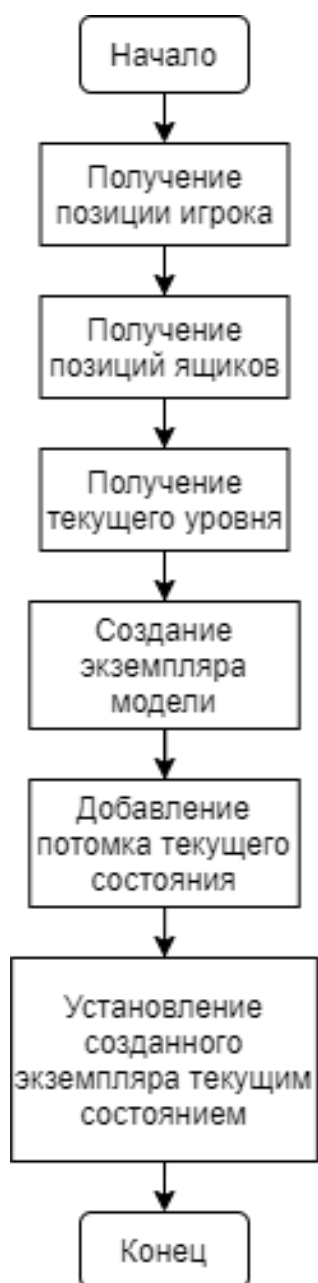 Начало
Получение
позиции игрока
Получение
позиций ящиков
Получение
текущего уровня
Создание
экземпляра
модели
Добавление
потомка текущего
состояния
Установление
созданного
экземпляра текущим
состоянием
Конец